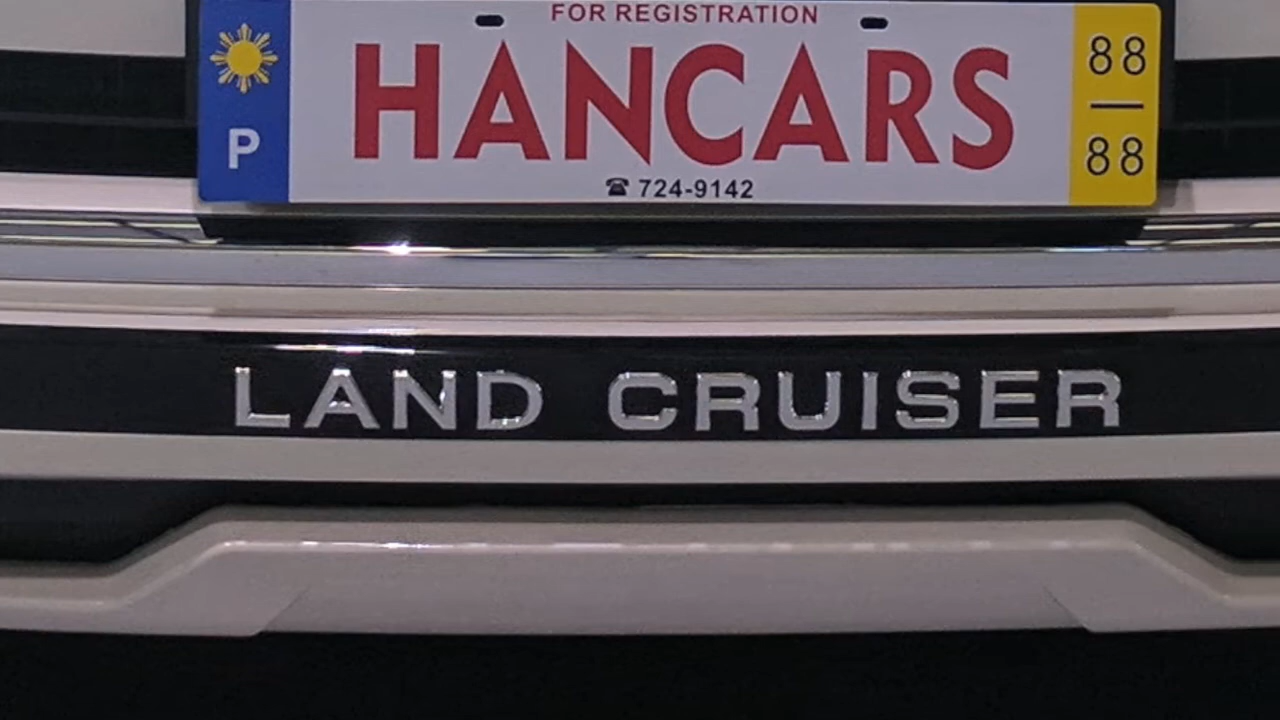 FOR REGISTRATION
P
HANCARS
88
88
☎ 724-9142
LAND CRUISER